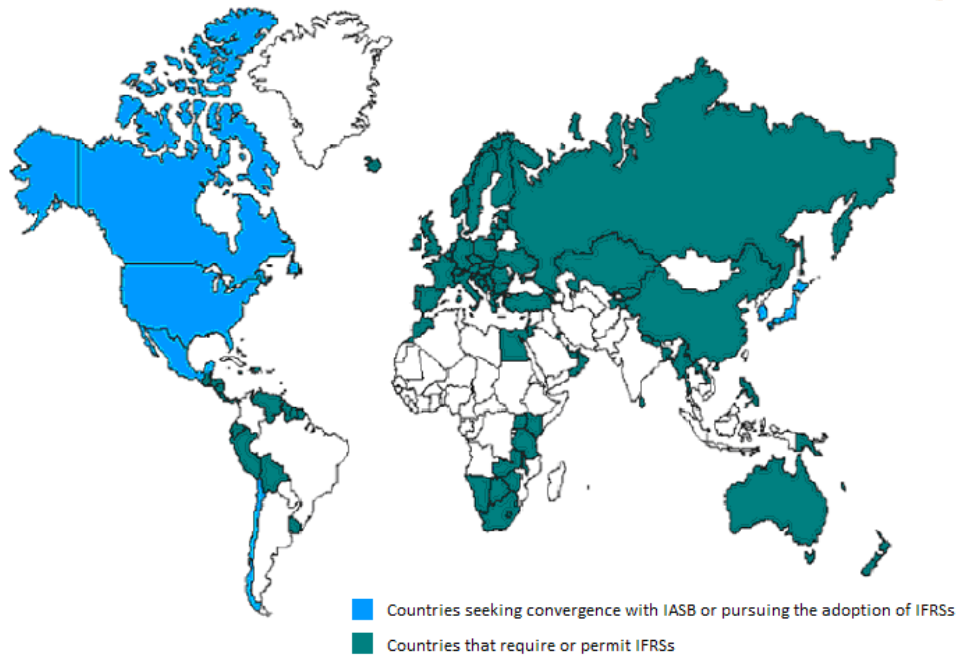 Countries seeking convergence with IASB or pursuing the adoption of IFRSs
Countries that require or permit IFRSs